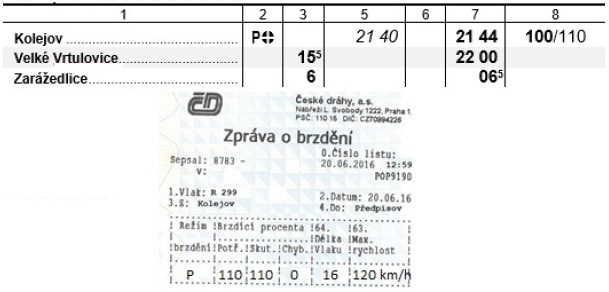 1 2 3 5 6 7 8
Kolejov P 21 40 21 44 100/110
Velké Vrtulovice 15⁵ 22 00
Zarážedlice 6 06⁵
ČD
České dráhy, a.s.
Nábřeží L. Svobody 1222, Praha 1
PSČ: 110 15 DIČ: CZ70994226
Zpráva o brzdění
Sepsal: 8783 -
0.Číslo listu:
v:
20.06.2016 12:59
POP9190
1.Vlak: R 299
2.Datum: 20.06.16
3.Z: Kolejov
4.Do: Předpisov
Režim !Brzdící procenta !64. !63. !
!Délka !Max. !
!brzdění!Potř.!Skut.!Chyb.!Vlaku !rychlost !
P !110!110! 0 16 !120 km/h